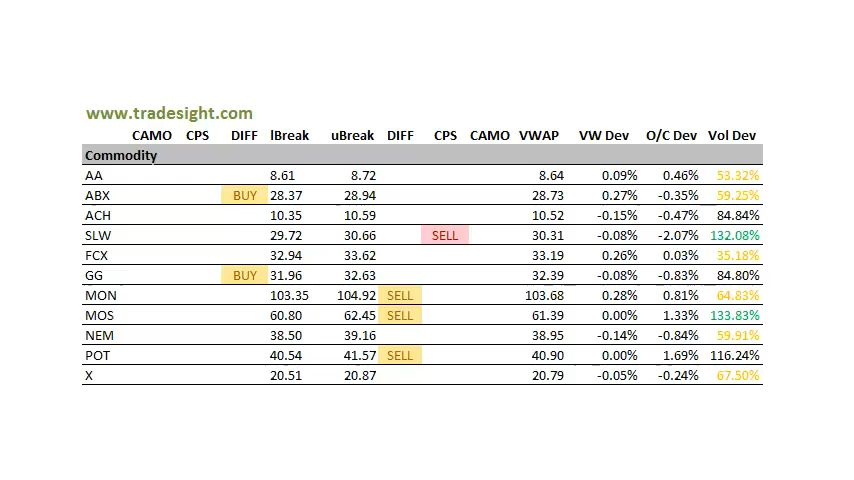 www.tradesight.com
CAMO CPS DIFF lBreak uBreak DIFF CPS CAMO VWAP VW Dev O/C Dev Vol Dev
Commodity
AA 8.61 8.72 8.64 0.09% 0.46% 53.32%
ABX BUY 28.37 28.94 28.73 0.27% -0.35% 59.25%
ACH 10.35 10.59 10.52 -0.15% -0.47% 84.84%
SLW 29.72 30.66 SELL 30.31 -0.08% -2.07% 132.08%
FCX 32.94 33.62 33.19 0.26% 0.03% 35.18%
GG BUY 31.96 32.63 32.39 -0.08% -0.83% 84.80%
MON 103.35 104.92 SELL 103.68 0.28% 0.81% 64.83%
MOS 60.80 62.45 SELL 61.39 0.00% 1.33% 133.83%
NEM 38.50 39.16 38.95 -0.14% -0.84% 59.91%
POT 40.54 41.57 SELL 40.90 0.00% 1.69% 116.24%
X 20.51 20.87 20.79 -0.05% -0.24% 67.50%